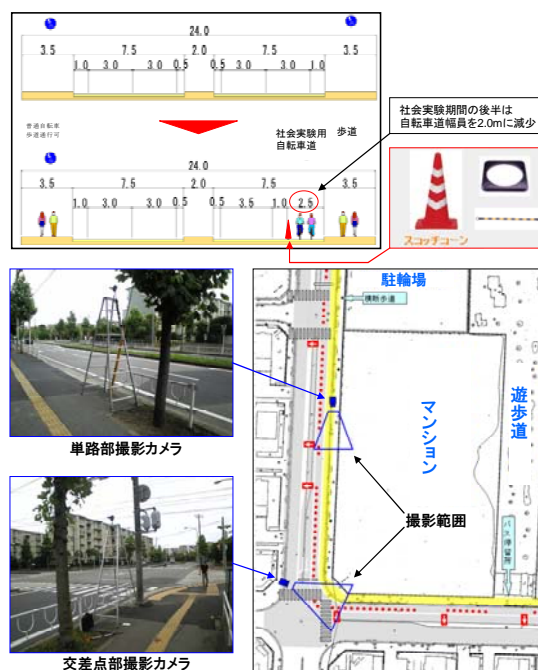 24.0
3.5
7.5
2.0
7.5
3.5
1.0
3.0
3.0
0.5
0.5
3.0
3.0
1.0
普通自転車
歩道通行可
社会実験用
自転車道
歩道
社会実験期間の後半は
自転車道幅員を2.0mに減少
24.0
3.5
7.5
2.0
7.5
3.5
1.0
3.0
3.0
0.5
0.5
3.5
1.0
2.5
スコッチコーン
単路部撮影カメラ
交差点部撮影カメラ
駐輪場
横断歩道
マンション
遊歩道
撮影範囲
バス停留所